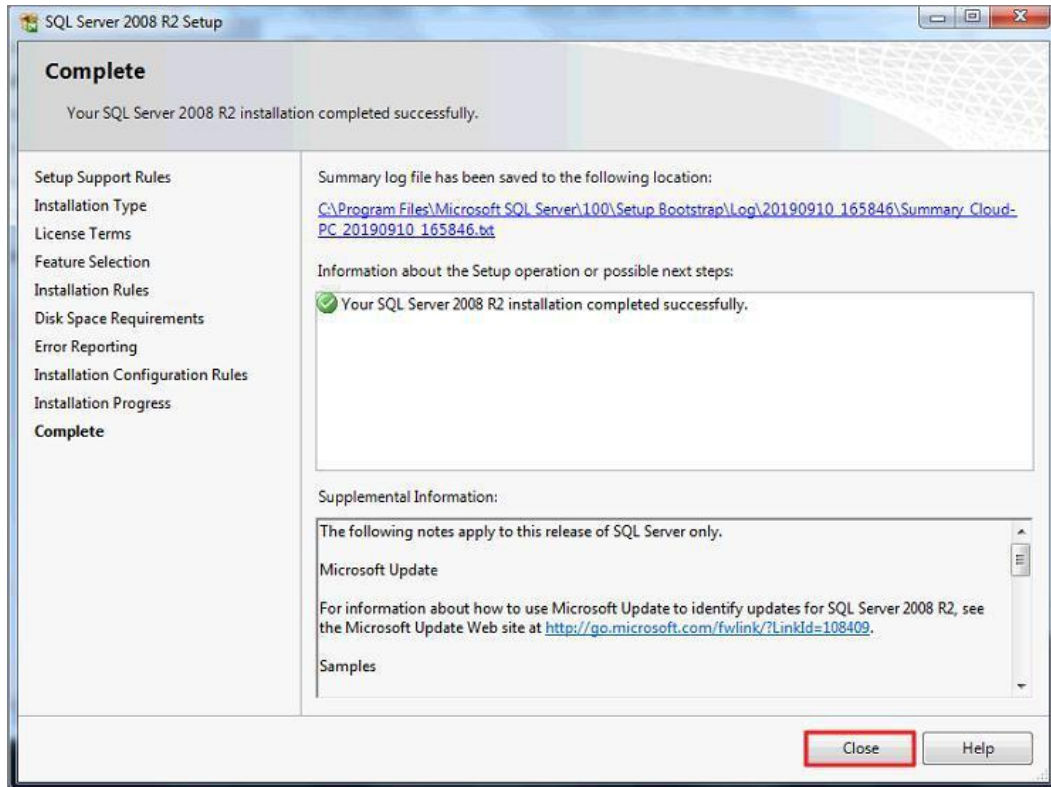 SQL Server 2008 R2 Setup
Complete
Your SQL Server 2008 R2 installation completed successfully.
Setup Support Rules
Installation Type
License Terms
Feature Selection
Installation Rules
Disk Space Requirements
Error Reporting
Installation Configuration Rules
Installation Progress
Complete
Summary log file has been saved to the following location:
C:\Program Files\Microsoft SQL Server\100\Setup Bootstrap\Log\20190910_165846\Summary_Cloud-
PC_20190910_165846.txt
Information about the Setup operation or possible next steps:
Your SQL Server 2008 R2 installation completed successfully.
Supplemental Information:
The following notes apply to this release of SQL Server only.
Microsoft Update
For information about how to use Microsoft Update to identify updates for SQL Server 2008 R2, see
the Microsoft Update Web site at http://go.microsoft.com/fwlink/?LinkId=108409.
Samples
Close
Help